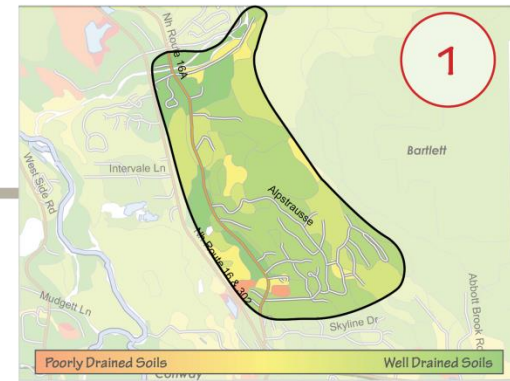 Nh Route 16A
1
Bartlett
West Side Rd
Intervale Ln
Alpstrausse
Nh Route 16 & 302
Mudgett Ln
Skyline Dr
Abbott Brook Rd
Poorly Drained Soils
Well Drained Soils
Conway